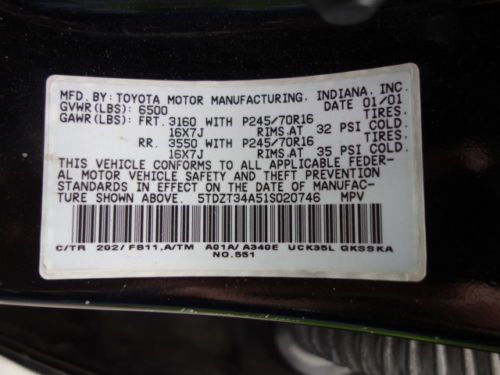 MFD. BY: TOYOTA MOTOR MANUFACTURING, INDIANA, INC.
GVWR(LBS): 6500 DATE 01/01
GAWR(LBS): FRT. 3160 WITH P245/70R16 TIRES.
16X7J RIMS.AT 32 PSI COLD.
RR. 3550 WITH P245/70R16 TIRES.
16X7J RIMS.AT 35 PSI COLD.
THIS VEHICLE CONFORMS TO ALL APPLICABLE FEDER-
AL MOTOR VEHICLE SAFETY AND THEFT PREVENTION
STANDARDS IN EFFECT ON THE DATE OF MANUFAC-
TURE SHOWN ABOVE. 5TDZT34A51S020746 MPV
C/TR 202/FB11,A/TM A01A/A340E UCK35L GKSSKA
NO.551